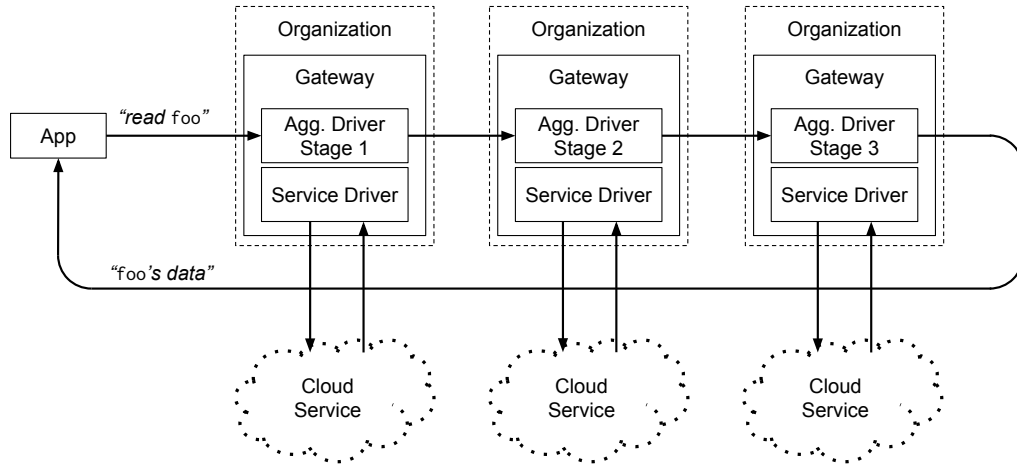 Organization
Organization
Organization
Gateway
Gateway
Gateway
“read foo”
App
Agg. Driver
Stage 1
Agg. Driver
Stage 2
Agg. Driver
Stage 3
Service Driver
Service Driver
Service Driver
“foo’s data”
Cloud
Service
Cloud
Service
Cloud
Service